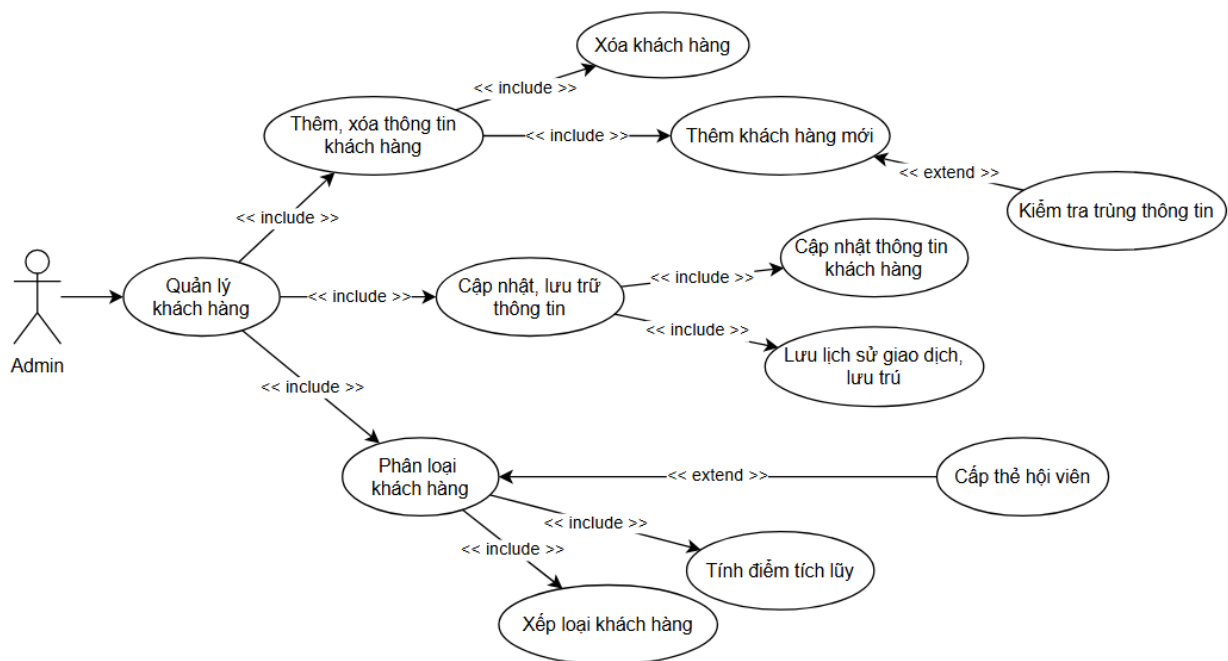 Xóa khách hàng
<< include >>
Thêm, xóa thông tin
khách hàng
<< include >>
Thêm khách hàng mới
<< extend >>
Kiểm tra trùng thông tin
<< include >>
Cập nhật thông tin
khách hàng
<< include >>
Quản lý
khách hàng
<< include >>
Cập nhật, lưu trữ
thông tin
<< include >>
Lưu lịch sử giao dịch,
lưu trú
Admin
<< include >>
Phân loại
khách hàng
<< extend >>
Cấp thẻ hội viên
<< include >>
<< include >>
Tính điểm tích lũy
Xếp loại khách hàng